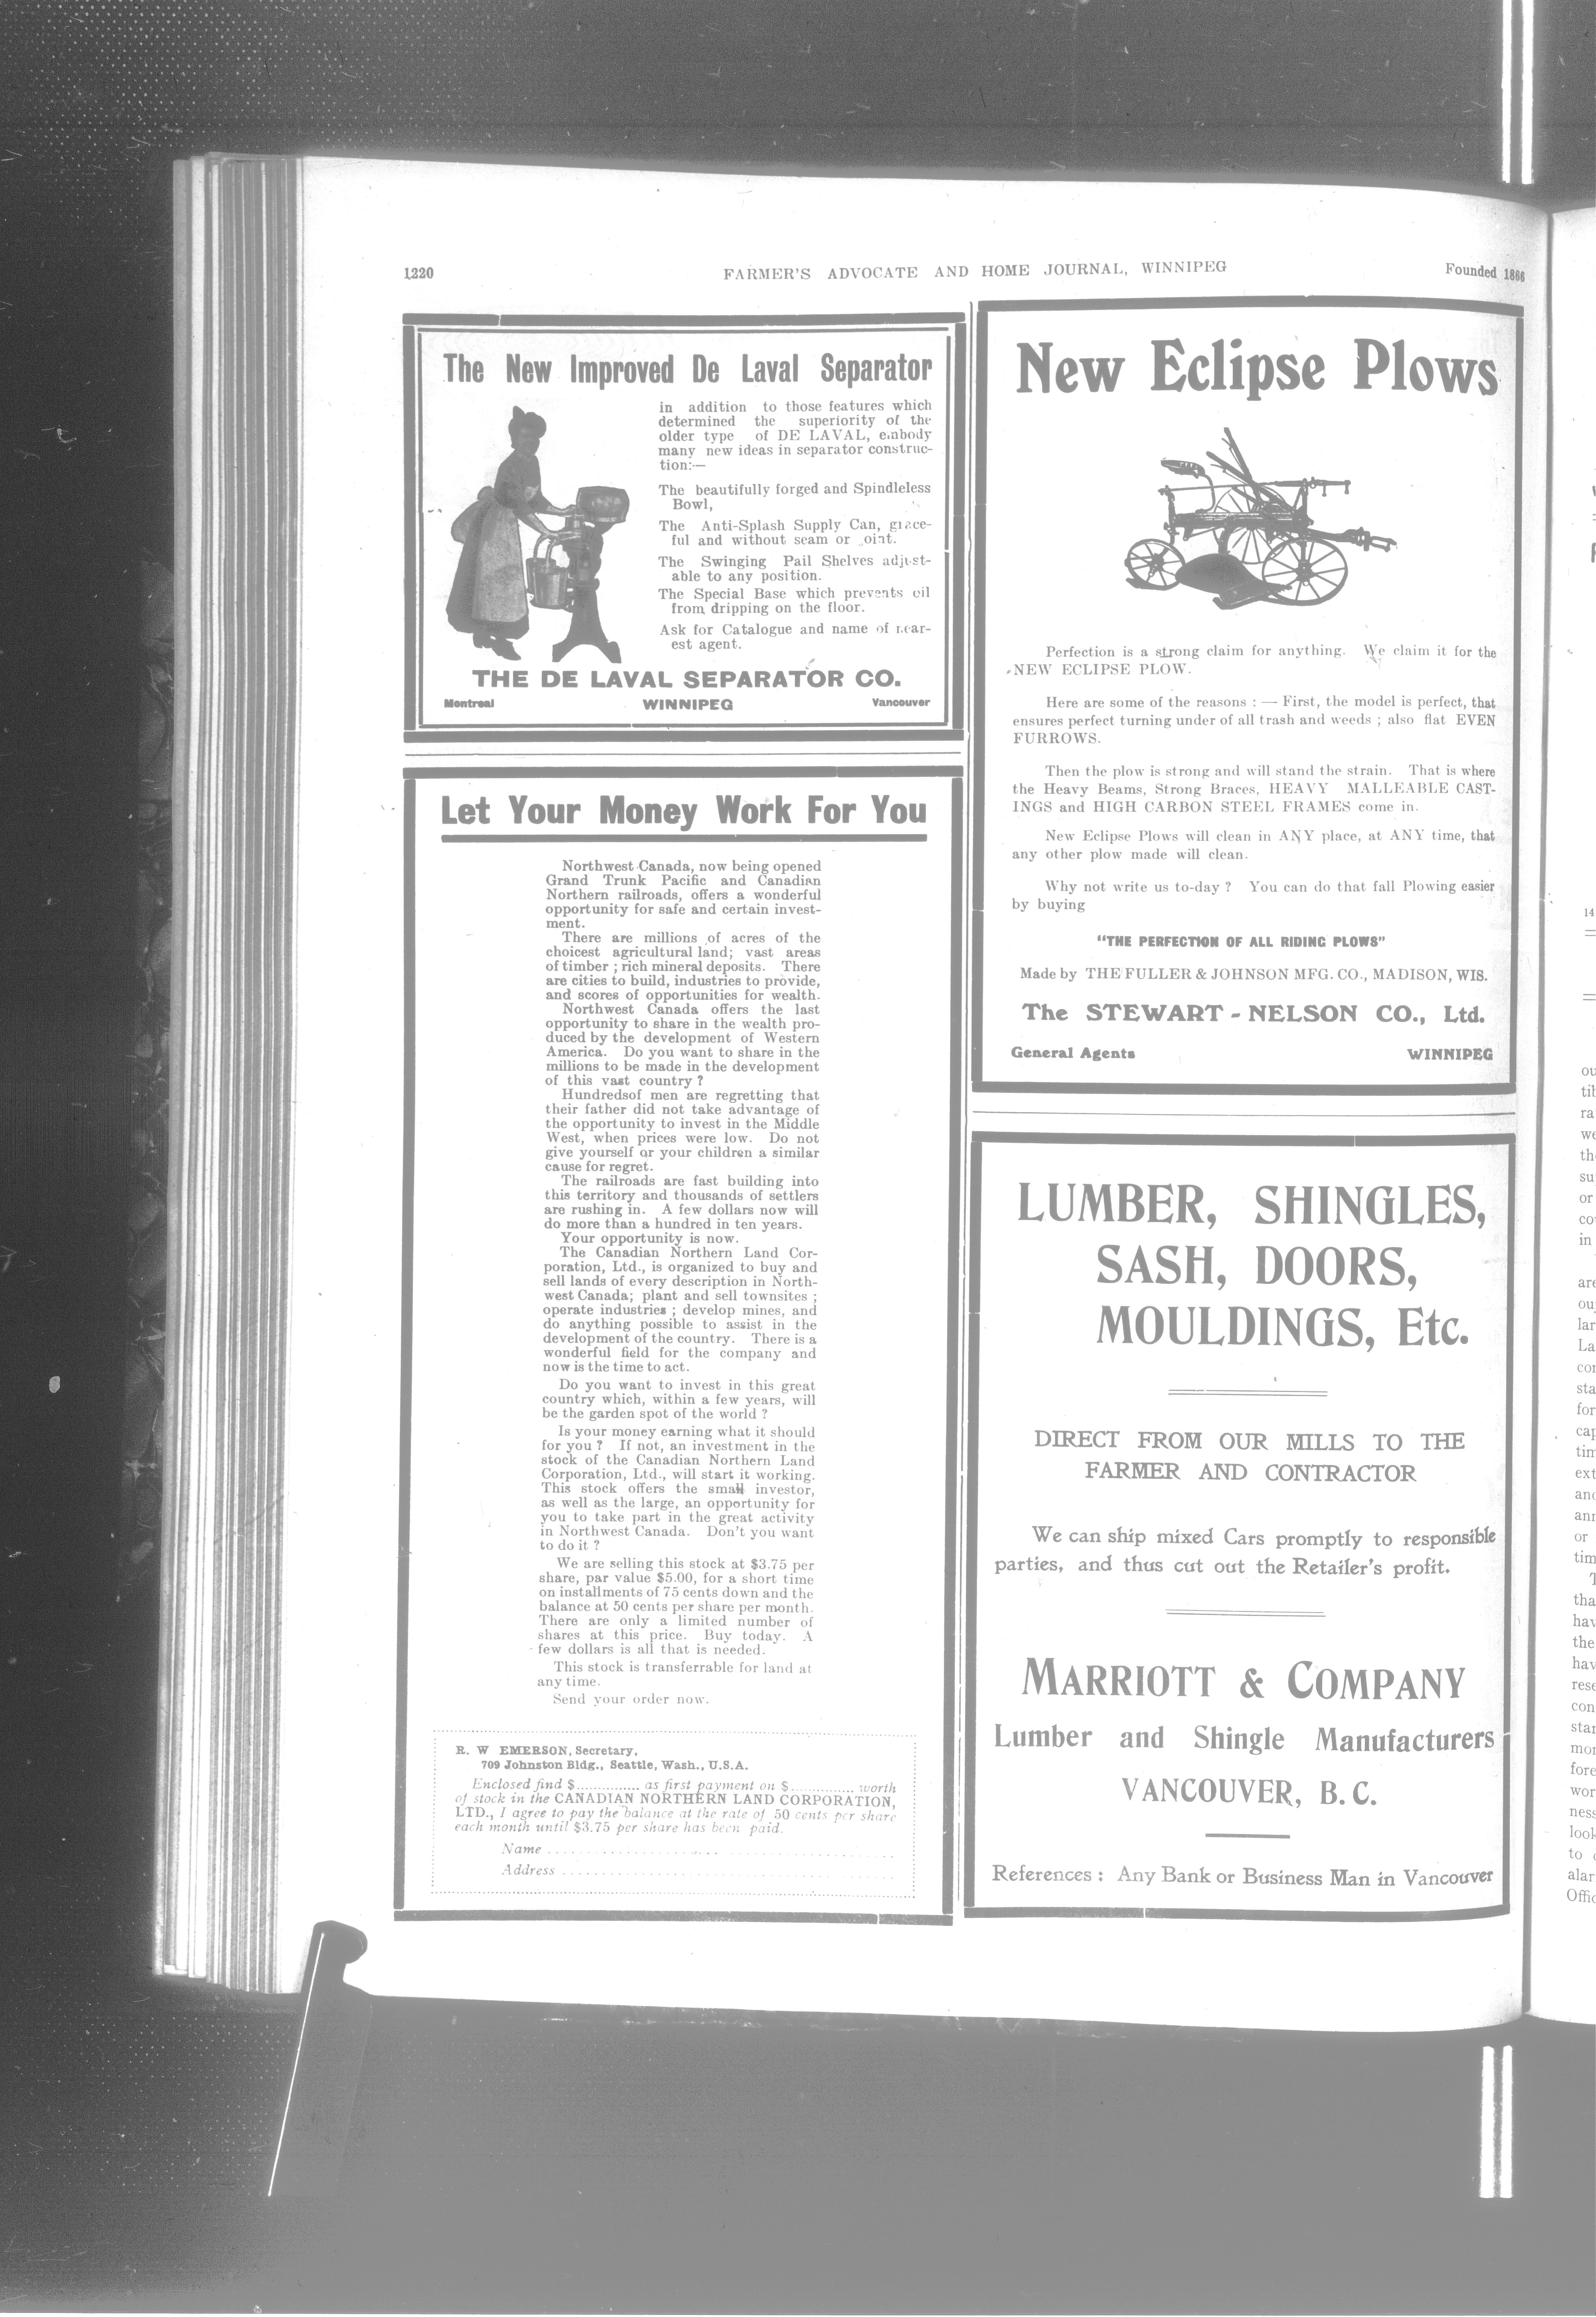 1220
FARMER'S ADVOCATE AND HOME JOURNAL, WINNIPEG
Founded 1866
The New Improved De Laval Separator
in addition to those features which
determined the superiority of the
older type of DE LAVAL, embody
many new ideas in separator construc-
tion:—
The beautifully forged and Spindleless
Bowl,
The Anti-Splash Supply Can, grace-
ful and without seam or oint.
The Swinging Pail Shelves adjust-
able to any position.
The Special Base which prevents oil
from dripping on the floor.
Ask for Catalogue and name of near-
est agent.
THE DE LAVAL SEPARATOR CO.
Montreal WINNIPEG Vancouver
Let Your Money Work For You
Northwest Canada, now being opened
Grand Trunk Pacific and Canadian
Northern railroads, offers a wonderful
opportunity for safe and certain invest-
ment.
There are millions of acres of the
choicest agricultural land; vast areas
of timber ; rich mineral deposits. There
are cities to build, industries to provide,
and scores of opportunities for wealth.
Northwest Canada offers the last
opportunity to share in the wealth pro-
duced by the development of Western
America. Do you want to share in the
millions to be made in the development
of this vast country ?
Hundredsof men are regretting that
their father did not take advantage of
the opportunity to invest in the Middle
West, when prices were low. Do not
give yourself or your children a similar
cause for regret.
The railroads are fast building into
this territory and thousands of settlers
are rushing in. A few dollars now will
do more than a hundred in ten years.
Your opportunity is now.
The Canadian Northern Land Cor-
poration, Ltd., is organized to buy and
sell lands of every description in North-
west Canada; plant and sell townsites ;
operate industries ; develop mines, and
do anything possible to assist in the
development of the country. There is a
wonderful field for the company and
now is the time to act.
Do you want to invest in this great
country which, within a few years, will
be the garden spot of the world ?
Is your money earning what it should
for you ? If not, an investment in the
stock of the Canadian Northern Land
Corporation, Ltd., will start it working.
This stock offers the small investor,
as well as the large, an opportunity for
you to take part in the great activity
in Northwest Canada. Don't you want
to do it ?
We are selling this stock at $3.75 per
share, par value $5.00, for a short time
on installments of 75 cents down and the
balance at 50 cents per share per month.
There are only a limited number of
shares at this price. Buy today. A
few dollars is all that is needed.
This stock is transferrable for land at
any time.
Send your order now.
R. W EMERSON, Secretary,
709 Johnston Bldg., Seattle, Wash., U.S.A.
Enclosed find $.............. as first payment on $.............. worth
of stock in the CANADIAN NORTHERN LAND CORPORATION,
LTD., I agree to pay the balance at the rate of 50 cents per share
each month until $3.75 per share has been paid.
Name
Address
New Eclipse Plows
Perfection is a strong claim for anything. We claim it for the
NEW ECLIPSE PLOW.
Here are some of the reasons : — First, the model is perfect, that
ensures perfect turning under of all trash and weeds ; also flat EVEN
FURROWS.
Then the plow is strong and will stand the strain. That is where
the Heavy Beams, Strong Braces, HEAVY MALLEABLE CAST-
INGS and HIGH CARBON STEEL FRAMES come in.
New Eclipse Plows will clean in ANY place, at ANY time, that
any other plow made will clean.
Why not write us to-day ? You can do that fall Plowing easier
by buying
"THE PERFECTION OF ALL RIDING PLOWS"
Made by THE FULLER & JOHNSON MFG. CO., MADISON, WIS.
The STEWART - NELSON CO., Ltd.
General Agents WINNIPEG
LUMBER, SHINGLES,
SASH, DOORS,
MOULDINGS, Etc.
DIRECT FROM OUR MILLS TO THE
FARMER AND CONTRACTOR
We can ship mixed Cars promptly to responsible
parties, and thus cut out the Retailer's profit.
MARRIOTT & COMPANY
Lumber and Shingle Manufacturers
VANCOUVER, B. C.
References : Any Bank or Business Man in Vancouver